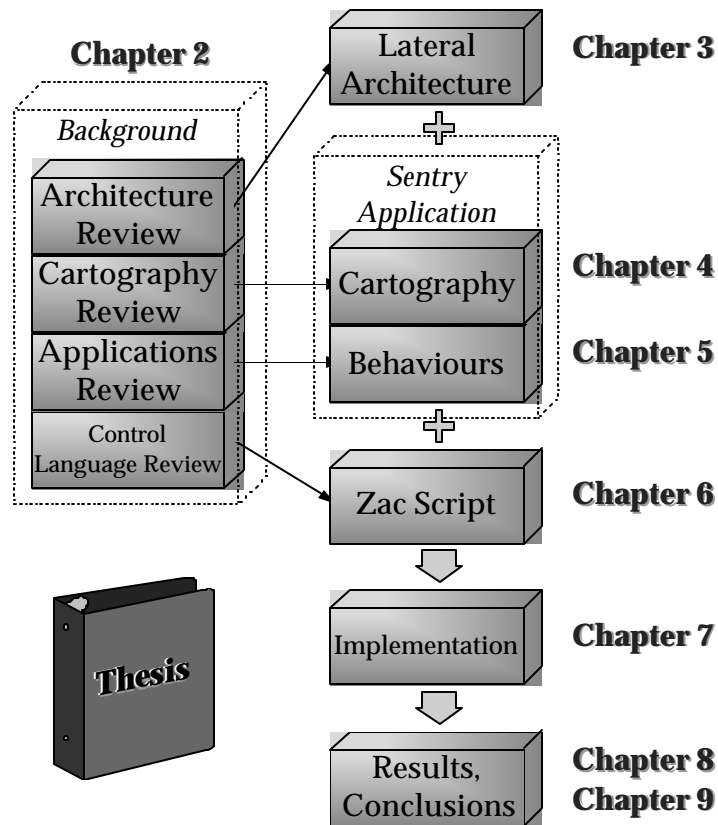 Chapter 2
Background
Architecture
Review
Cartography
Review
Applications
Review
Control
Language Review
Lateral
Architecture
Chapter 3
+
Sentry
Application
Cartography
Chapter 4
Behaviours
Chapter 5
+
Zac Script
Chapter 6
Implementation
Chapter 7
Results,
Conclusions
Chapter 8
Chapter 9
Thesis